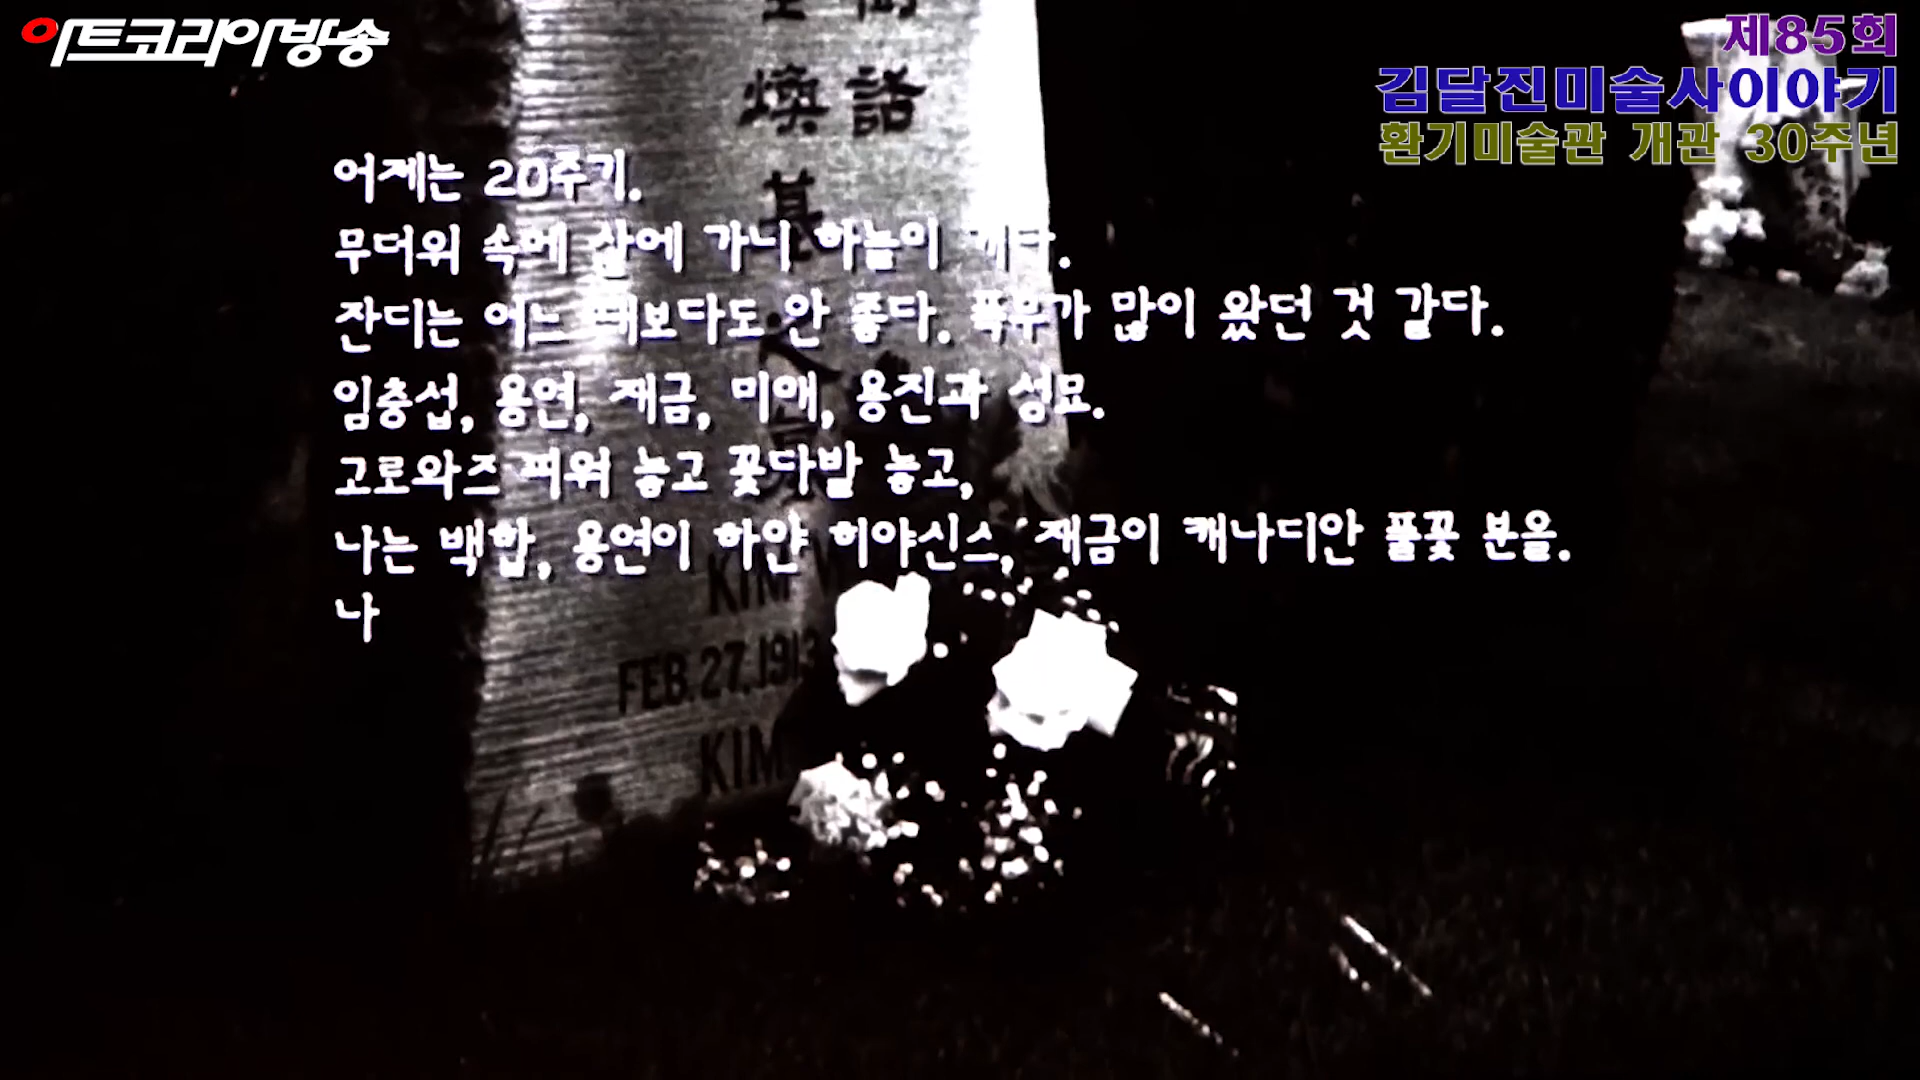 아트코리아방송
제85회
김달진미술사이야기
환기미술관 개관 30주년
煥 諮
墓
어제는 20주기.
무더위 속에 산에 가니 하늘이 개다.
잔디는 어느 때보다도 안 좋다. 폭우가 많이 왔던 것 같다.
임충섭, 용연, 재금, 미애, 용진과 성묘.
고로와즈 피워 놓고 꽃다발 놓고,
나는 백합, 용연이 하얀 히야신스, 재금이 캐나디안 풀꽃 분을.
나
KIM
FEB.27,1913
KIM